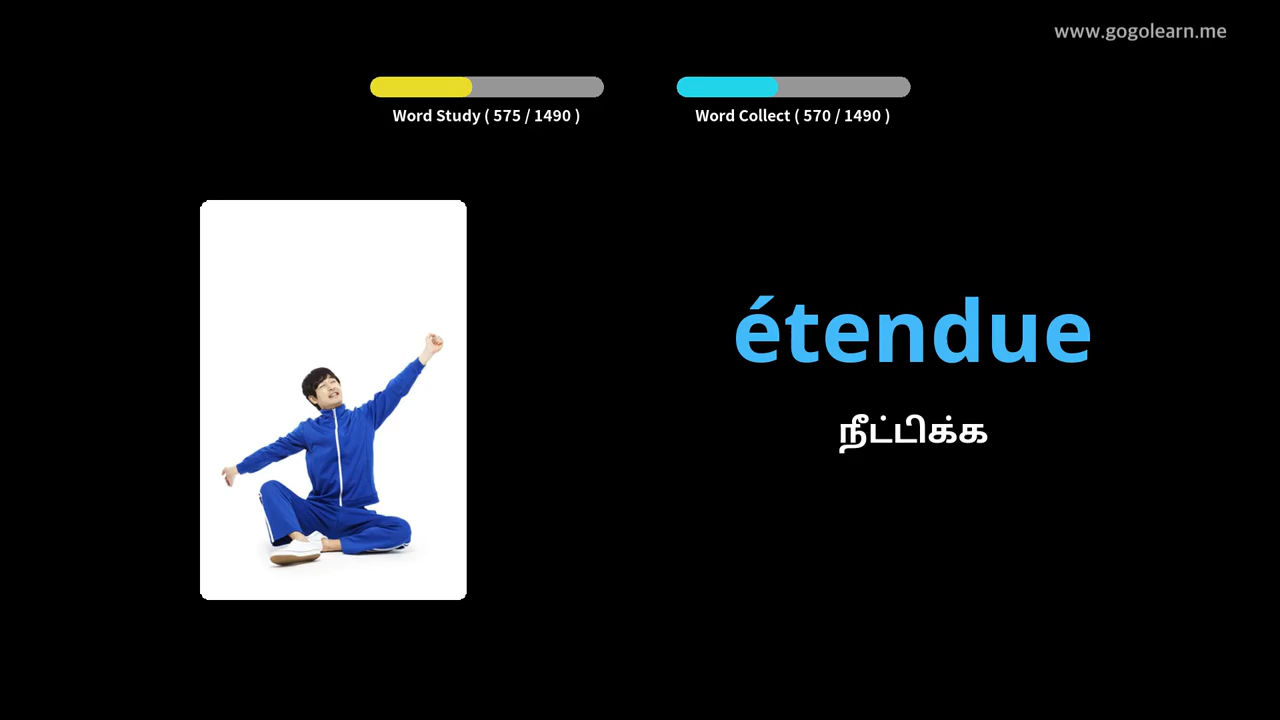 www.gogolearn.me
Word Study ( 575 / 1490 )
Word Collect ( 570 / 1490 )
étendue
நீட்டிக்க